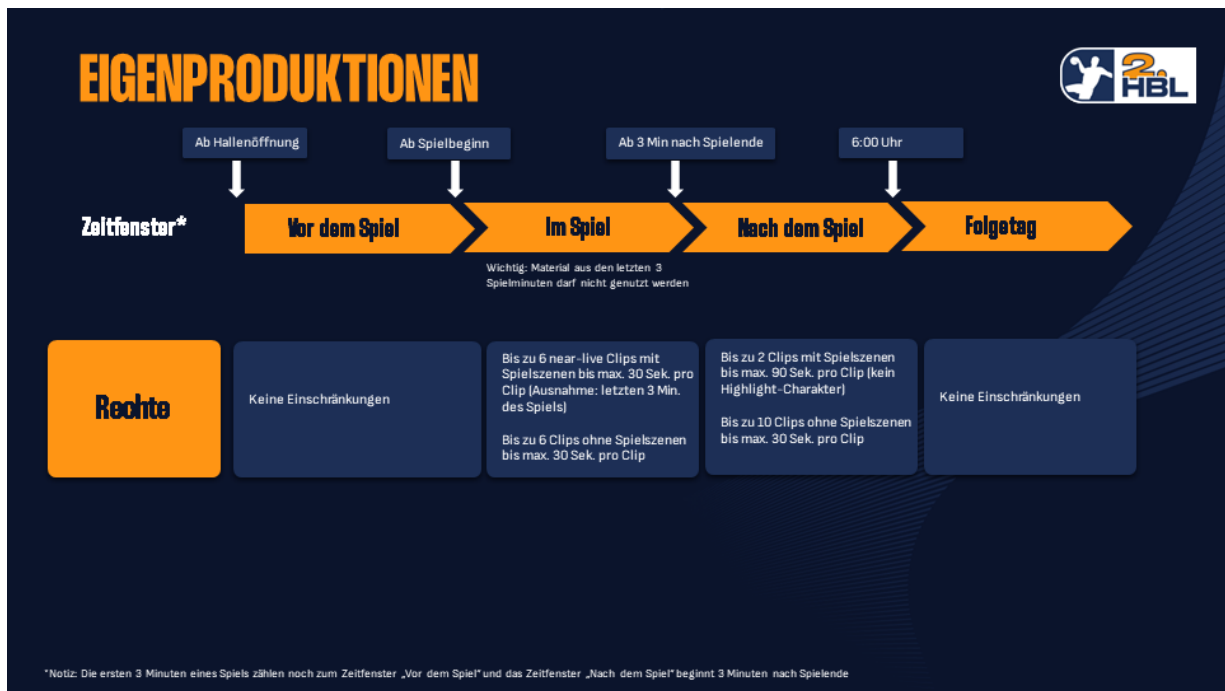 EIGENPRODUKTIONEN
2.
HBL
Ab Hallenöffnung
Ab Spielbeginn
Ab 3 Min nach Spielende
6:00 Uhr
Zeitfenster*
Vor dem Spiel
Im Spiel
Nach dem Spiel
Folgetag
Wichtig: Material aus den letzten 3
Spielminuten darf nicht genutzt werden
Rechte
Keine Einschränkungen
Bis zu 6 near-live Clips mit
Spielszenen bis max. 30 Sek. pro
Clip (Ausnahme: letzten 3 Min.
des Spiels)
Bis zu 6 Clips ohne Spielszenen
bis max. 30 Sek. pro Clip
Bis zu 2 Clips mit Spielszenen
bis max. 90 Sek. pro Clip (kein
Highlight-Charakter)
Bis zu 10 Clips ohne Spielszenen
bis max. 30 Sek. pro Clip
Keine Einschränkungen
*Notiz: Die ersten 3 Minuten eines Spiels zählen noch zum Zeitfenster „Vor dem Spiel“ und das Zeitfenster „Nach dem Spiel“ beginnt 3 Minuten nach Spielende